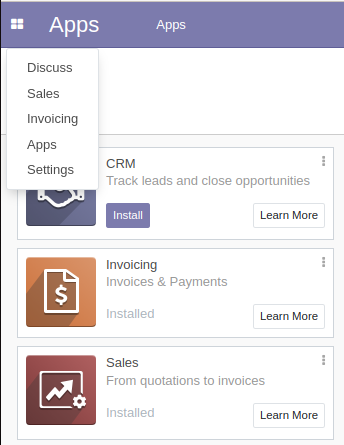 Apps Apps
Discuss
Sales
Invoicing
Apps
Settings
CRM
Track leads and close opportunities
Install Learn More
Invoicing
Invoices & Payments
Installed Learn More
Sales
From quotations to invoices
Installed Learn More